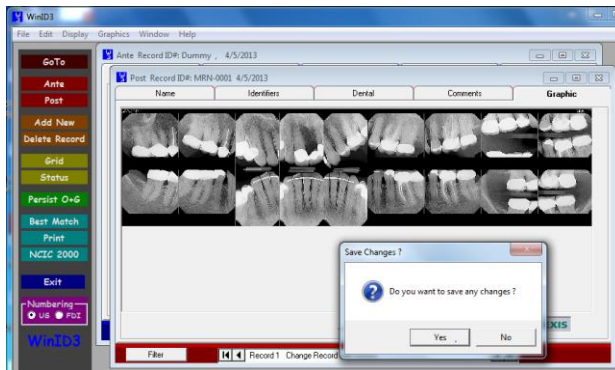 WinID3
File Edit Display Graphics Window Help
GoTo
Ante
Post
Add New
Delete Record
Grid
Status
Persist O+G
Best Match
Print
NCIC 2000
Exit
Numbering
US FDI
WinID3
Ante Record ID#: Dummy , 4/5/2013
Post Record ID#: MRN-0001 4/5/2013
Name Identifiers Dental Comments Graphic
Save Changes ?
Do you want to save any changes ?
Yes No
EXIS
Filter Record 1 Change Record